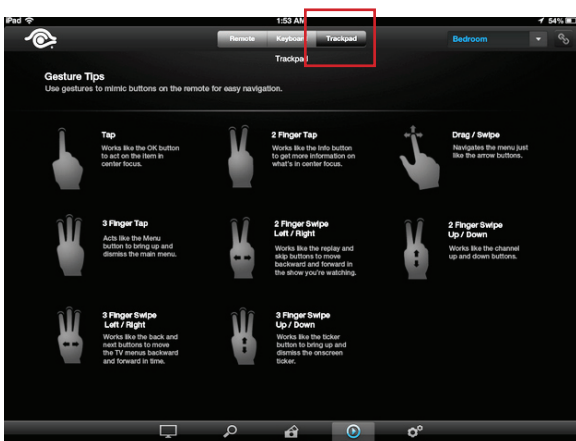 iPad 1:53 AM 54%
Remote Keyboard Trackpad Bedroom
Trackpad
Gesture Tips
Use gestures to mimic buttons on the remote for easy navigation.
Tap
Works like the OK button
to act on the item in
center focus.
2 Finger Tap
Works like the Info button
to get more information on
what's in center focus.
Drag / Swipe
Navigates the menu just
like the arrow buttons.
3 Finger Tap
Acts like the Menu
button to bring up and
dismiss the main menu.
2 Finger Swipe
Left / Right
Works like the replay and
skip buttons to move
backward and forward in
the show you're watching.
2 Finger Swipe
Up / Down
Works like the channel
up and down buttons.
3 Finger Swipe
Left / Right
Works like the back and
next buttons to move
the TV menus backward
and forward in time.
3 Finger Swipe
Up / Down
Works like the ticker
button to bring up and
dismiss the onscreen
ticker.